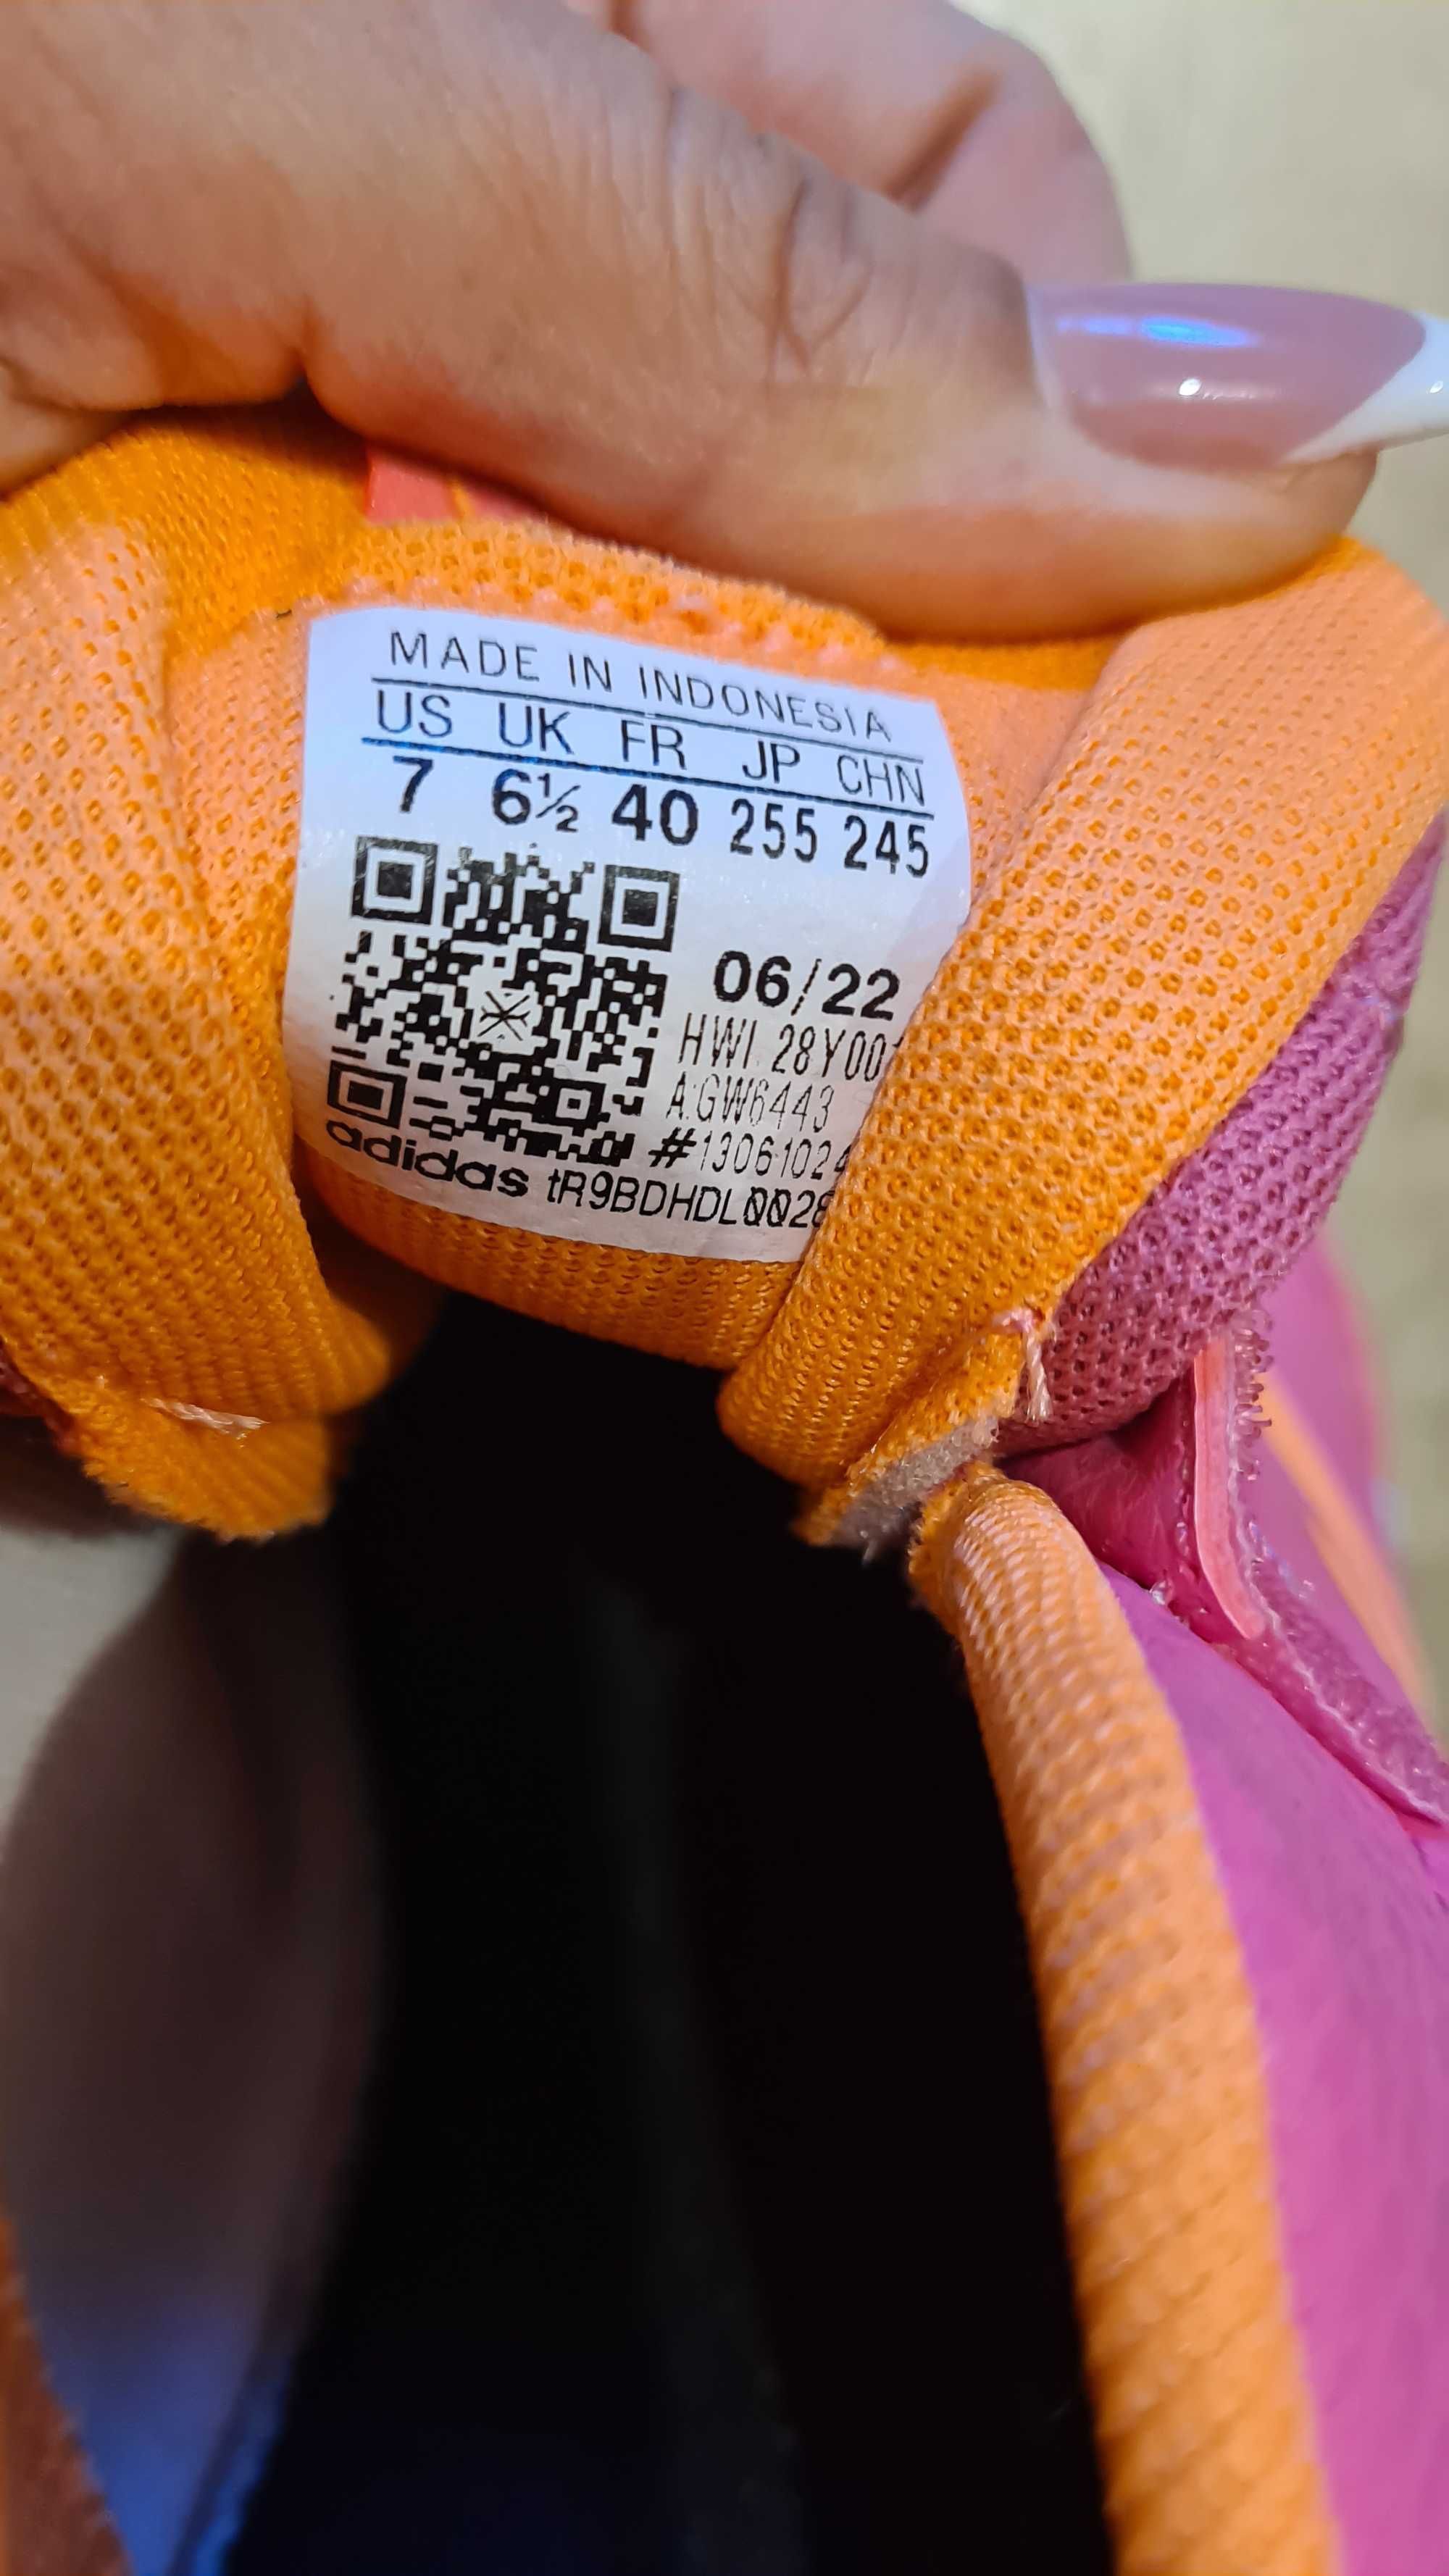 MADE IN INDONESIA
US UK FR JP CHN
7 6½ 40 255 245
06/22
HWI 28Y001
A:GW6443
#13061024
adidas tR9BDHDL0028